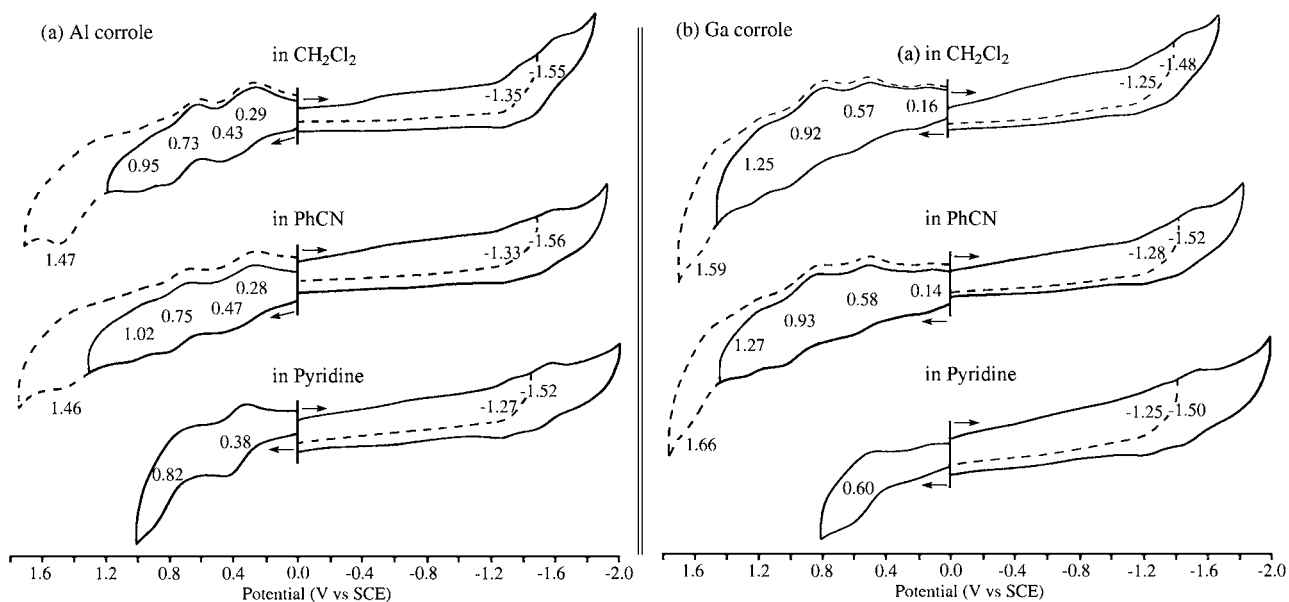 (a) Al corrole
in CH₂Cl₂
-1.55
-1.35
0.29
0.43
0.73
0.95
1.47
in PhCN
-1.56
-1.33
0.28
0.47
0.75
1.02
1.46
in Pyridine
-1.52
-1.27
0.38
0.82
1.6 1.2 0.8 0.4 0.0 -0.4 -0.8 -1.2 -1.6 -2.0
Potential (V vs SCE)
(b) Ga corrole
(a) in CH₂Cl₂
-1.48
-1.25
0.16
0.57
0.92
1.25
1.59
in PhCN
-1.52
-1.28
0.14
0.58
0.93
1.27
1.66
in Pyridine
-1.25 -1.50
0.60
1.6 1.2 0.8 0.4 0.0 -0.4 -0.8 -1.2 -1.6 -2.0
Potential (V vs SCE)